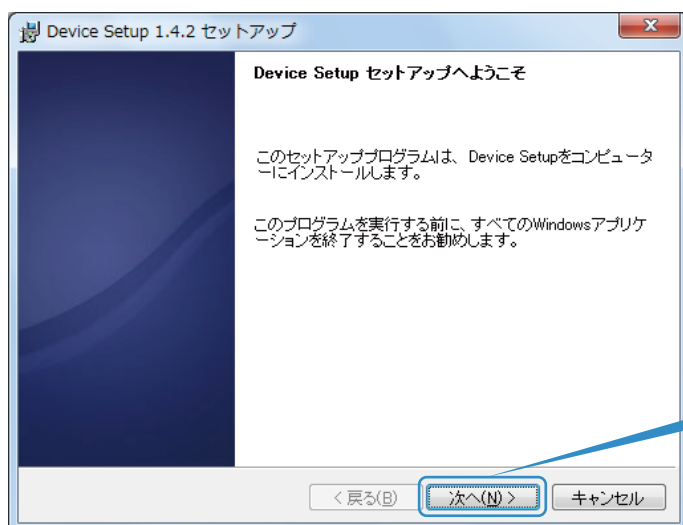 Device Setup 1.4.2 セットアップ
Device Setup セットアップへようこそ
このセットアッププログラムは、Device Setupをコンピュータ
ーにインストールします。
このプログラムを実行する前に、すべてのWindowsアプリケ
ーションを終了することをお勧めします。
< 戻る(B) 次へ(N) > キャンセル